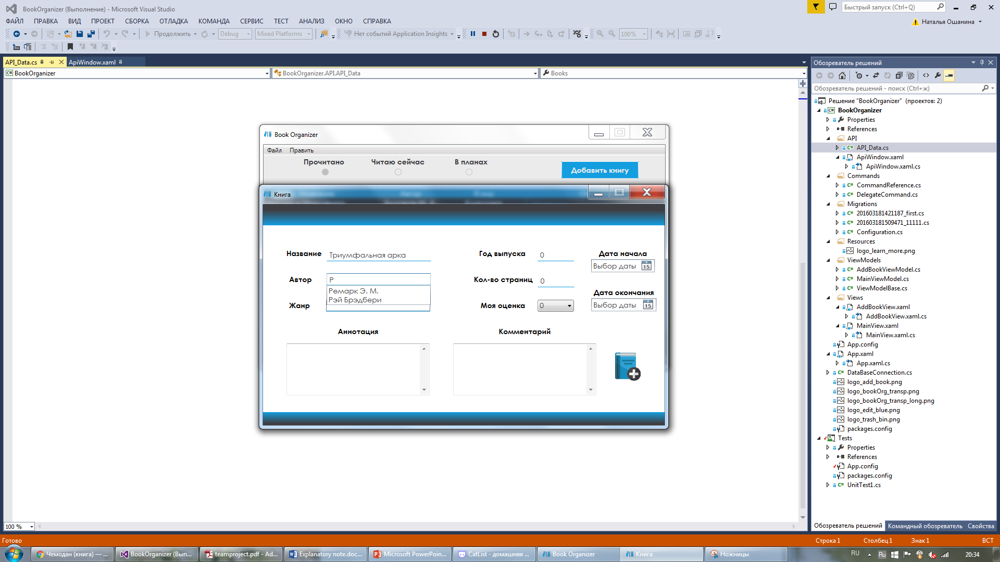 BookOrganizer (Выполнение) - Microsoft Visual Studio
Быстрый запуск (Ctrl+Q)
ФАЙЛ ПРАВКА ВИД ПРОЕКТ СБОРКА ОТЛАДКА КОМАНДА СЕРВИС ТЕСТ АНАЛИЗ ОКНО СПРАВКА
Наталья Ошанина
Продолжить Debug Mixed Platforms Нет событий Application Insights 100%
API_Data.cs ApiWindow.xaml
BookOrganizer BookOrganizer.API.API_Data Books
Book Organizer
Файл Править
Прочитано Читаю сейчас В планах
Добавить книгу
Книга
Название Триумфальная арка
Год выпуска 0
Дата начала
Выбор даты 15
Автор Р
Ремарк Э. М.
Рэй Брэдбери
Кол-во страниц 0
Дата окончания
Выбор даты 15
Жанр
Моя оценка 0
Аннотация Комментарий
100 %
Обозреватель решений
Обозреватель решений - поиск (Ctrl+ж)
Решение "BookOrganizer" (проектов: 2)
BookOrganizer
Properties
References
API
API_Data.cs
ApiWindow.xaml
ApiWindow.xaml.cs
Commands
CommandReference.cs
DelegateCommand.cs
Migrations
201603181421187_first.cs
201603181509471_11111.cs
Configuration.cs
Resources
logo_learn_more.png
ViewModels
AddBookViewModel.cs
MainViewModel.cs
ViewModelBase.cs
Views
AddBookView.xaml
AddBookView.xaml.cs
MainView.xaml
MainView.xaml.cs
App.config
App.xaml
App.xaml.cs
DataBaseConnection.cs
logo_add_book.png
logo_bookOrg_transp.png
logo_bookOrg_transp_long.png
logo_edit_blue.png
logo_trash_bin.png
packages.config
Tests
Properties
References
App.config
packages.config
UnitTest1.cs
Обозреватель решений Командный обозреватель Свойства
Готово Строка 1 Столбец 1 Знак 1 ВСТ
Чемодан (книга) — ... BookOrganizer (Вып... teamproject.pdf - Ad... Explanatory note.doc... Microsoft PowerPoin... CatList - домашняя ... Book Organizer Книга Ножницы RU Ru 20:34